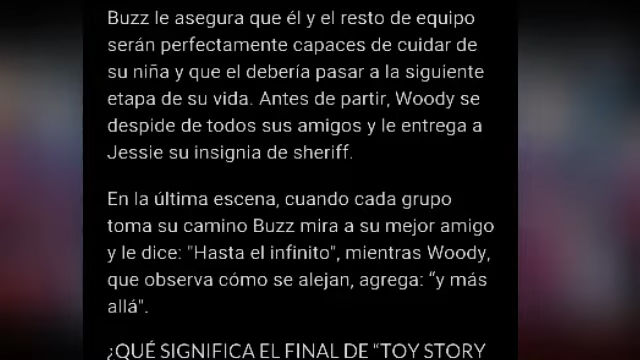 Buzz le asegura que él y el resto de equipo
serán perfectamente capaces de cuidar de
su niña y que el debería pasar a la siguiente
etapa de su vida. Antes de partir, Woody se
despide de todos sus amigos y le entrega a
Jessie su insignia de sheriff.
En la última escena, cuando cada grupo
toma su camino Buzz mira a su mejor amigo
y le dice: "Hasta el infinito", mientras Woody,
que observa cómo se alejan, agrega: “y más
allá".
¿QUÉ SIGNIFICA EL FINAL DE “TOY STORY